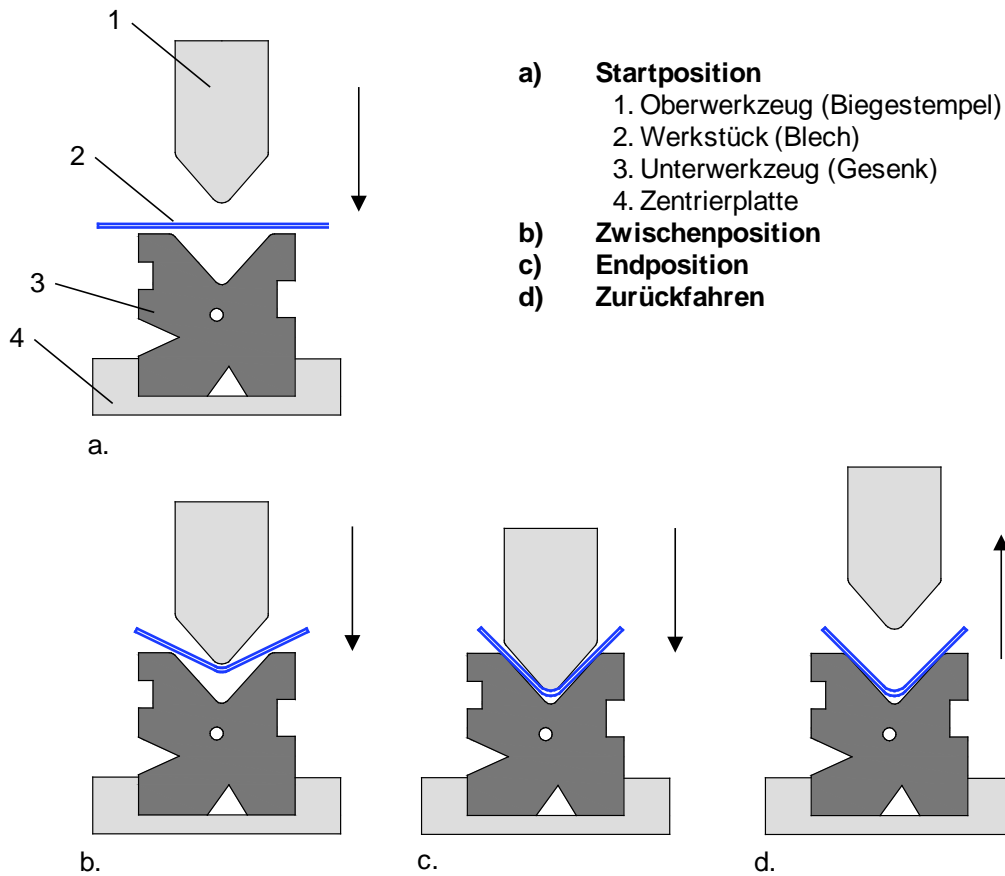 1
2
3
4
a.
a) Startposition
1. Oberwerkzeug (Biegestempel)
2. Werkstück (Blech)
3. Unterwerkzeug (Gesenk)
4. Zentrierplatte
b) Zwischenposition
c) Endposition
d) Zurückfahren
b.
c.
d.